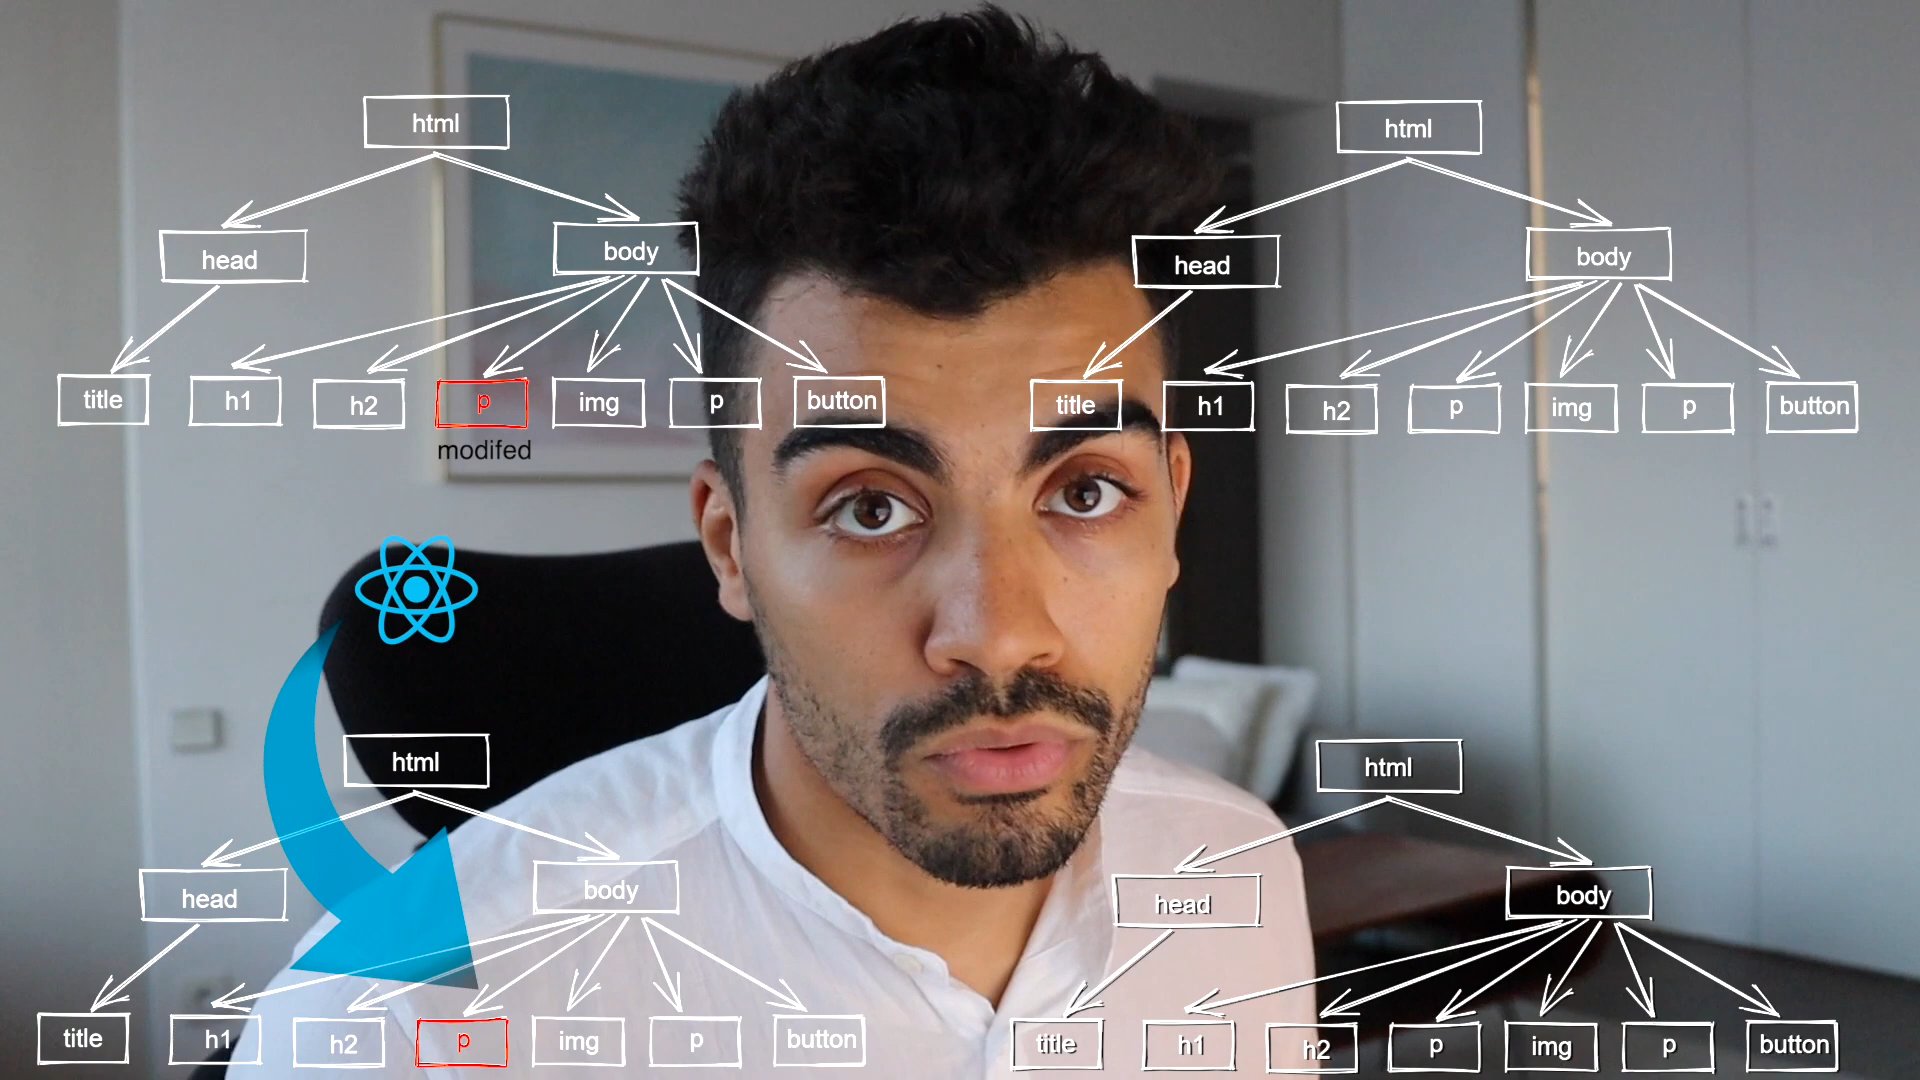 html
html
head
body
head
body
title
h1
h2
p
img
p
button
title
h1
h2
p
img
p
button
modifed
html
html
head
body
head
body
title
h1
h2
p
img
p
button
title
h1
h2
p
img
p
button